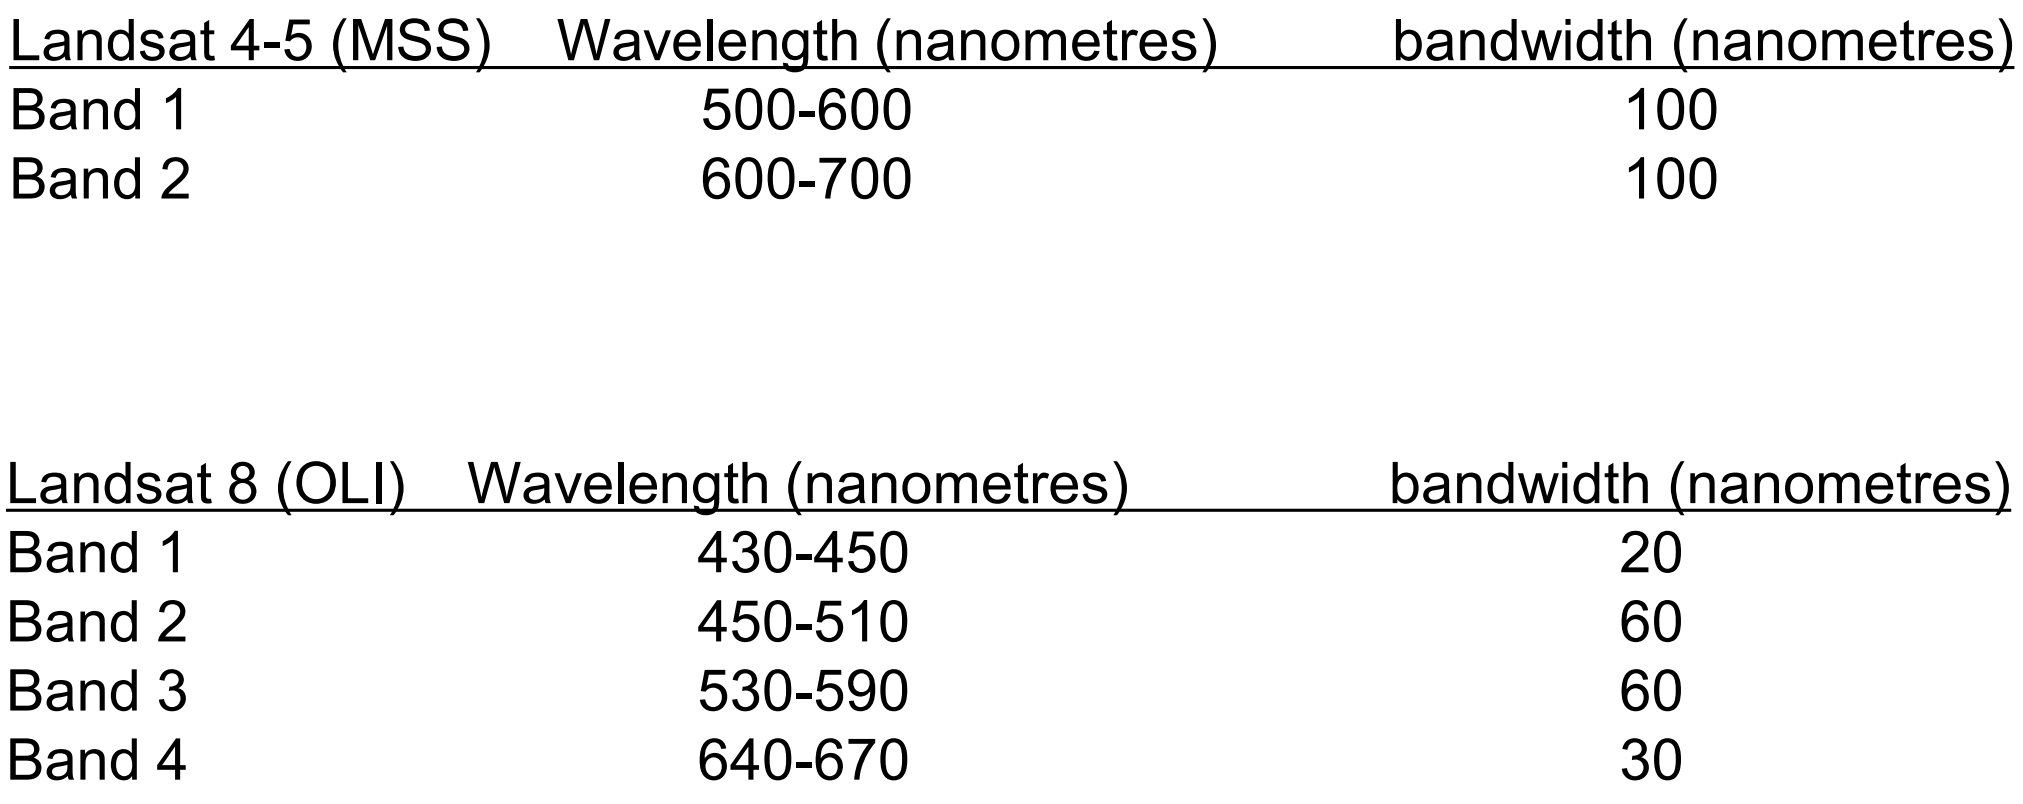 Landsat 4-5 (MSS) Wavelength (nanometres) bandwidth (nanometres)
Band 1 500-600 100
Band 2 600-700 100
Landsat 8 (OLI) Wavelength (nanometres) bandwidth (nanometres)
Band 1 430-450 20
Band 2 450-510 60
Band 3 530-590 60
Band 4 640-670 30